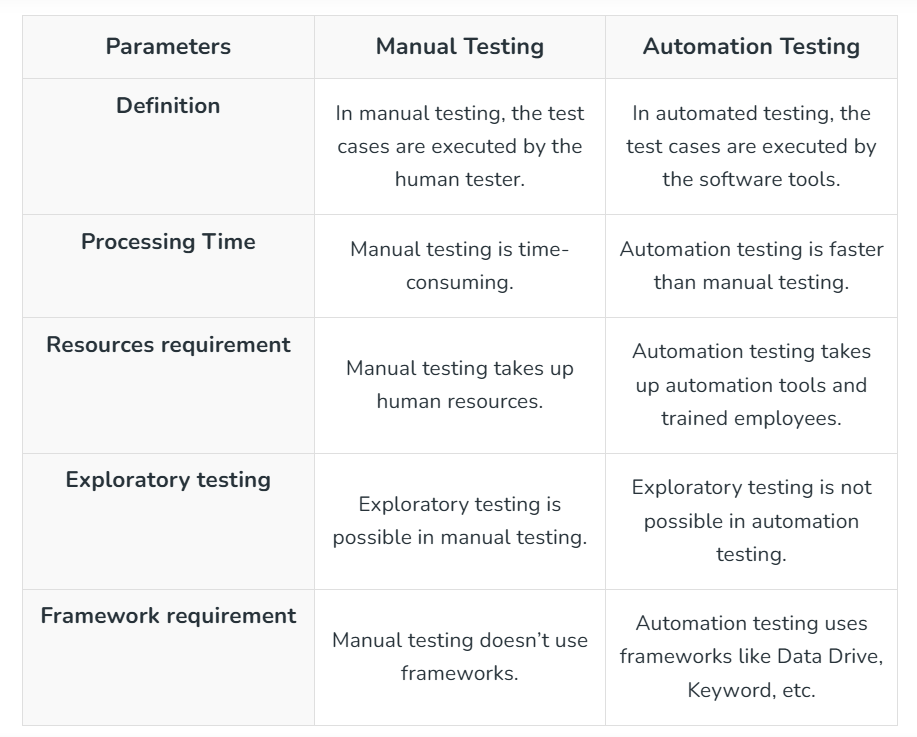 Parameters
Manual Testing
Automation Testing
Definition
In manual testing, the test
cases are executed by the
human tester.
In automated testing, the
test cases are executed by
the software tools.
Processing Time
Manual testing is time-
consuming.
Automation testing is faster
than manual testing.
Resources requirement
Manual testing takes up
human resources.
Automation testing takes
up automation tools and
trained employees.
Exploratory testing
Exploratory testing is
possible in manual testing.
Exploratory testing is not
possible in automation
testing.
Framework requirement
Manual testing doesn’t use
frameworks.
Automation testing uses
frameworks like Data Drive,
Keyword, etc.